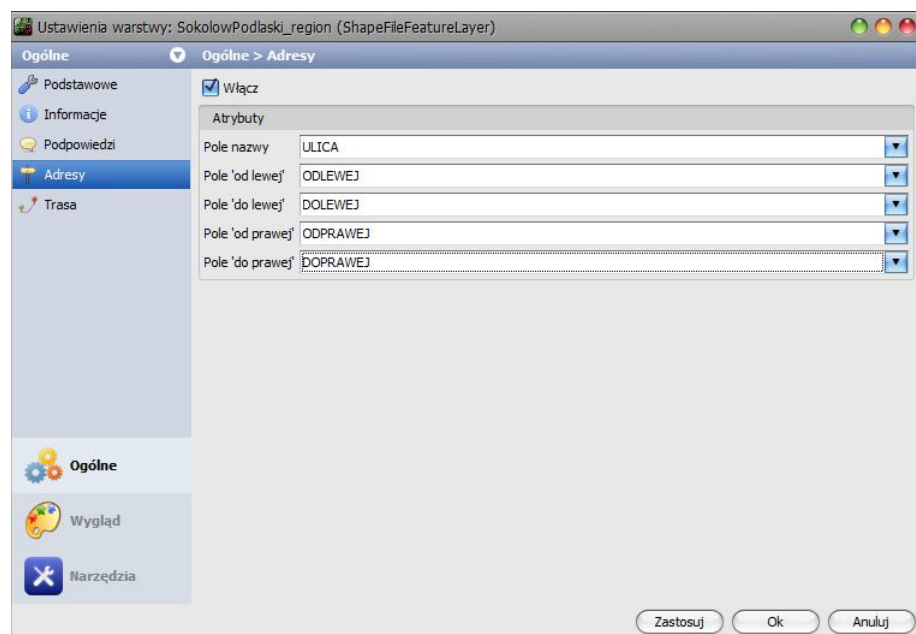 Ustawienia warstwy: SokolowPodlaski_region (ShapeFileFeatureLayer)
Ogólne
Ogólne > Adresy
Podstawowe
Informacje
Podpowiedzi
Adresy
Trasa
Włącz
Atrybuty
Pole nazwy ULICA
Pole 'od lewej' ODLEWEJ
Pole 'do lewej' DOLEWEJ
Pole 'od prawej' ODPRAWEJ
Pole 'do prawej' DOPRAWEJ
Ogólne
Wygląd
Narzędzia
Zastosuj Ok Anuluj